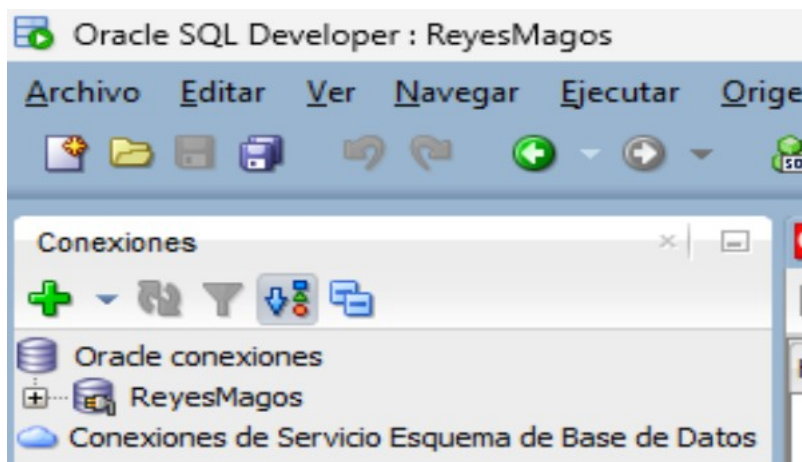 Oracle SQL Developer : ReyesMagos
Archivo Editar Ver Navegar Ejecutar Orige
Conexiones
Oracle conexiones
ReyesMagos
Conexiones de Servicio Esquema de Base de Datos